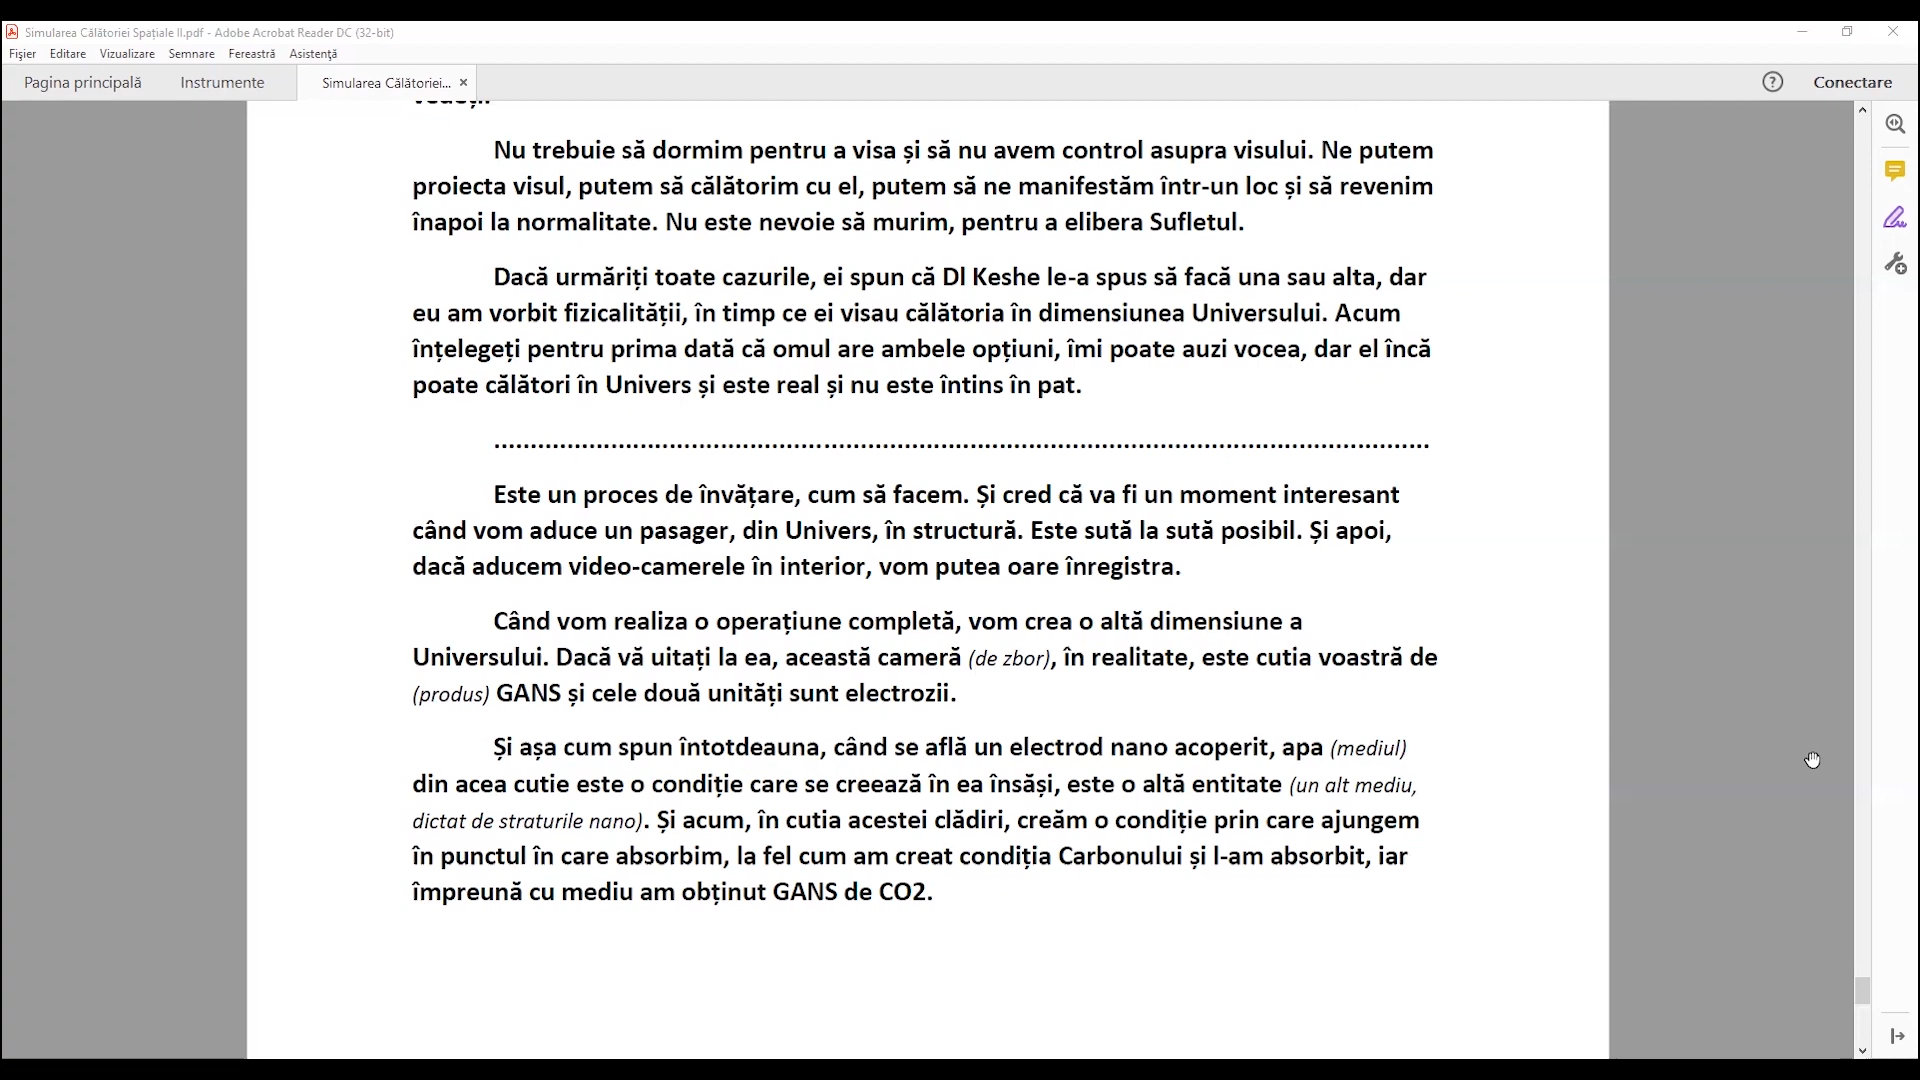 Simularea Călătoriei Spațiale II.pdf - Adobe Acrobat Reader DC (32-bit)
Fișier Editare Vizualizare Semnare Fereastră Asistență
Pagina principală Instrumente Simularea Călătoriei... × Conectare
Nu trebuie să dormim pentru a visa și să nu avem control asupra visului. Ne putem
proiecta visul, putem să călătorim cu el, putem să ne manifestăm într-un loc și să revenim
înapoi la normalitate. Nu este nevoie să murim, pentru a elibera Sufletul.
Dacă urmăriți toate cazurile, ei spun că Dl Keshe le-a spus să facă una sau alta, dar
eu am vorbit fizicalității, în timp ce ei visau călătoria în dimensiunea Universului. Acum
înțelegeți pentru prima dată că omul are ambele opțiuni, îmi poate auzi vocea, dar el încă
poate călători în Univers și este real și nu este întins în pat.
Este un proces de învățare, cum să facem. Și cred că va fi un moment interesant
când vom aduce un pasager, din Univers, în structură. Este sută la sută posibil. Și apoi,
dacă aducem video-camerele în interior, vom putea oare înregistra.
Când vom realiza o operațiune completă, vom crea o altă dimensiune a
Universului. Dacă vă uitați la ea, această cameră (de zbor), în realitate, este cutia voastră de
(produs) GANS și cele două unități sunt electrozii.
Și așa cum spun întotdeauna, când se află un electrod nano acoperit, apa (mediul)
din acea cutie este o condiție care se creează în ea însăși, este o altă entitate (un alt mediu,
dictat de straturile nano). Și acum, în cutia acestei clădiri, creăm o condiție prin care ajungem
în punctul în care absorbim, la fel cum am creat condiția Carbonului și l-am absorbit, iar
împreună cu mediu am obținut GANS de CO2.